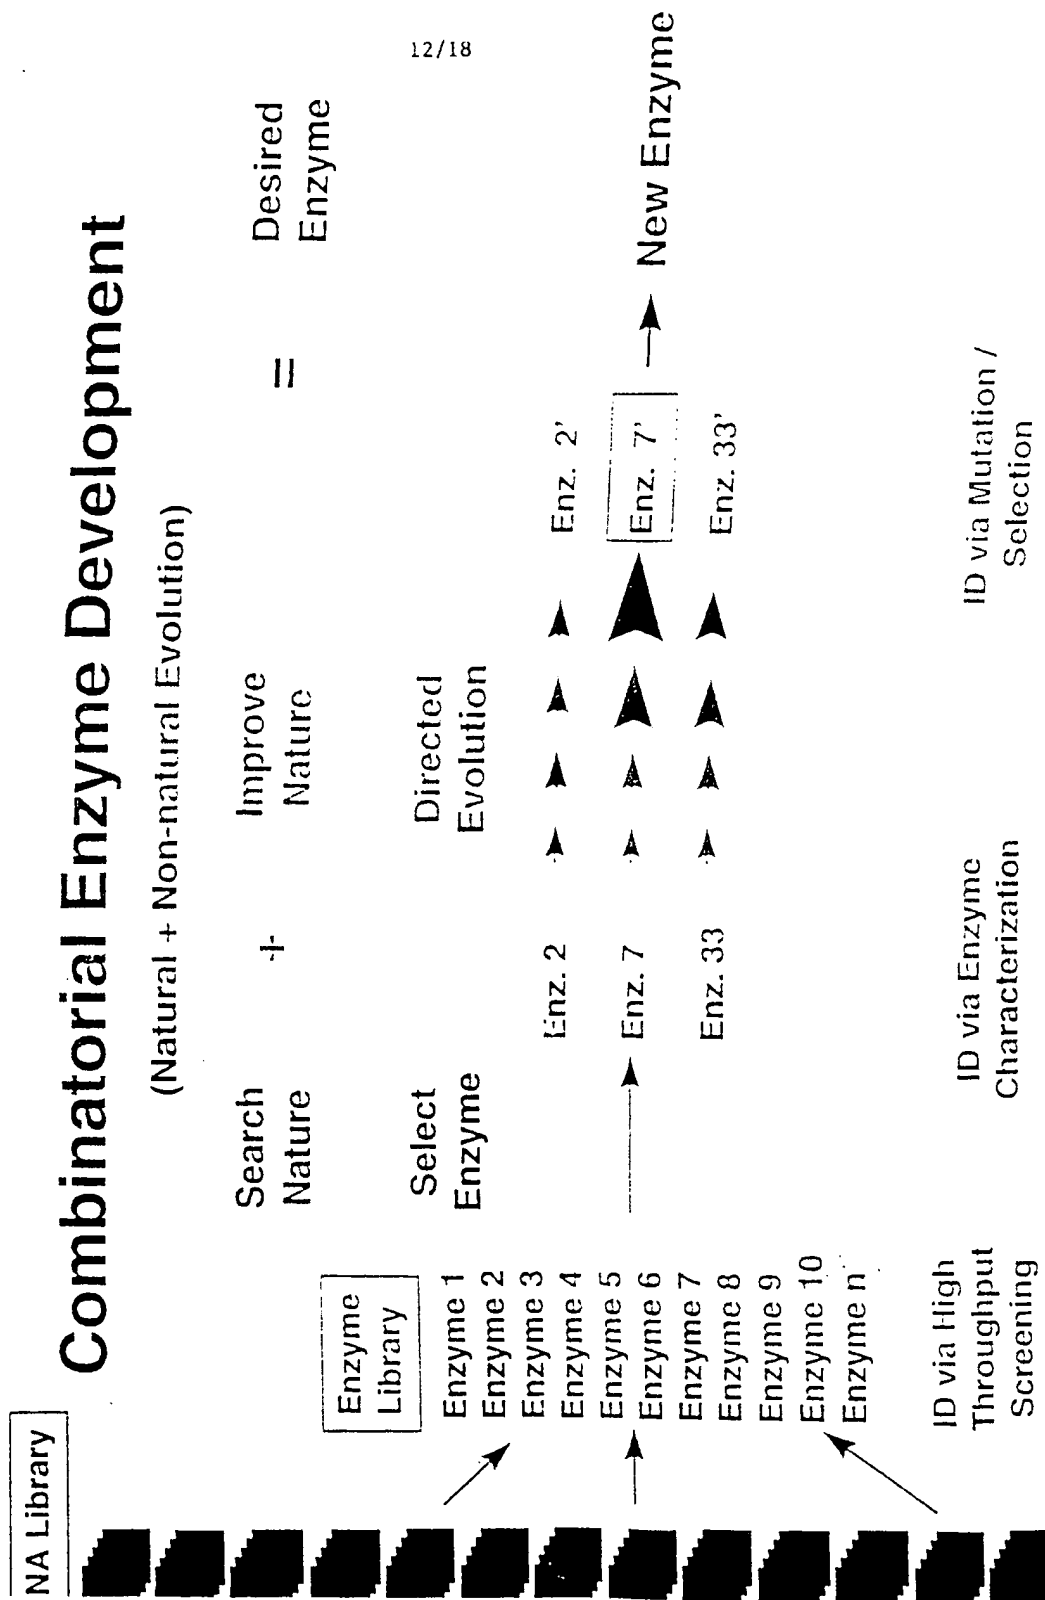 12/18
NA Library
Combinatorial Enzyme Development
(Natural + Non-natural Evolution)
Search
Nature
+
Improve
Nature
=
Desired
Enzyme
Enzyme
Library
Select
Enzyme
Directed
Evolution
Enzyme 1
Enzyme 2
Enzyme 3
Enzyme 4
Enzyme 5
Enzyme 6
Enzyme 7
Enzyme 8
Enzyme 9
Enzyme 10
Enzyme n
Enz. 2
Enz. 7
Enz. 33
Enz. 2'
Enz. 7'
Enz. 33'
New Enzyme
ID via High
Throughput
Screening
ID via Enzyme
Characterization
ID via Mutation /
Selection